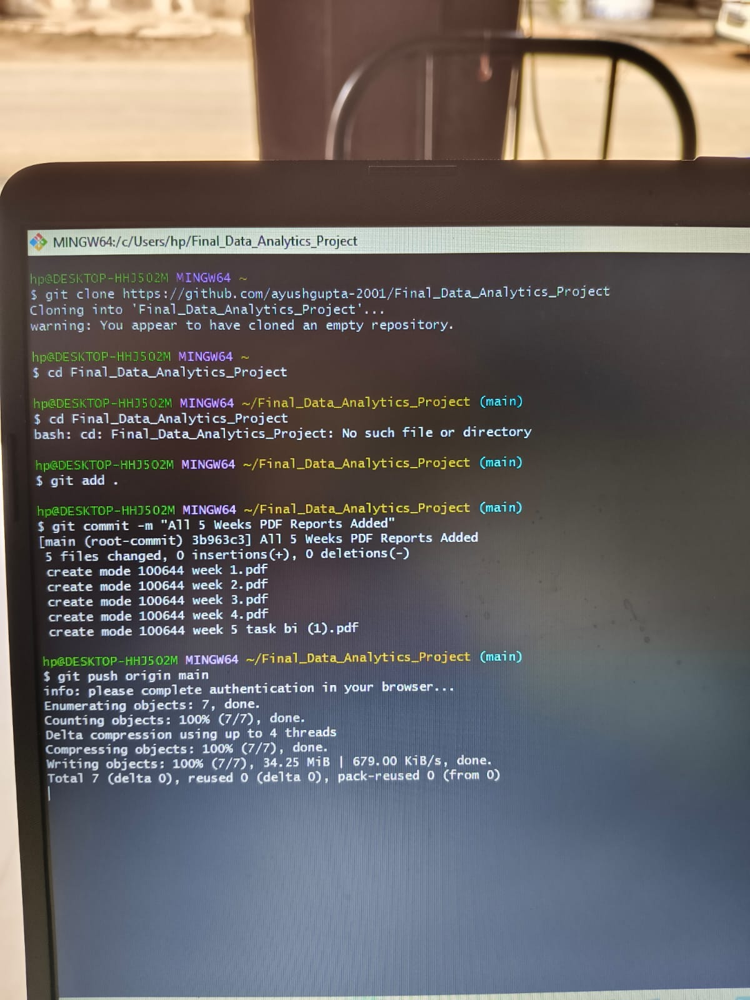 MINGW64:/c/Users/hp/Final_Data_Analytics_Project
hp@DESKTOP-HHJ502M MINGW64 ~
$ git clone https://github.com/ayushgupta-2001/Final_Data_Analytics_Project
Cloning into 'Final_Data_Analytics_Project'...
warning: You appear to have cloned an empty repository.
hp@DESKTOP-HHJ502M MINGW64 ~
$ cd Final_Data_Analytics_Project
hp@DESKTOP-HHJ502M MINGW64 ~/Final_Data_Analytics_Project (main)
$ cd Final_Data_Analytics_Project
bash: cd: Final_Data_Analytics_Project: No such file or directory
hp@DESKTOP-HHJ502M MINGW64 ~/Final_Data_Analytics_Project (main)
$ git add .
hp@DESKTOP-HHJ502M MINGW64 ~/Final_Data_Analytics_Project (main)
$ git commit -m "All 5 Weeks PDF Reports Added"
[main (root-commit) 3b963c3] All 5 Weeks PDF Reports Added
5 files changed, 0 insertions(+), 0 deletions(-)
create mode 100644 week 1.pdf
create mode 100644 week 2.pdf
create mode 100644 week 3.pdf
create mode 100644 week 4.pdf
create mode 100644 week 5 task bi (1).pdf
hp@DESKTOP-HHJ502M MINGW64 ~/Final_Data_Analytics_Project (main)
$ git push origin main
info: please complete authentication in your browser...
Enumerating objects: 7, done.
Counting objects: 100% (7/7), done.
Delta compression using up to 4 threads
Compressing objects: 100% (7/7), done.
Writing objects: 100% (7/7), 34.25 MiB | 679.00 KiB/s, done.
Total 7 (delta 0), reused 0 (delta 0), pack-reused 0 (from 0)